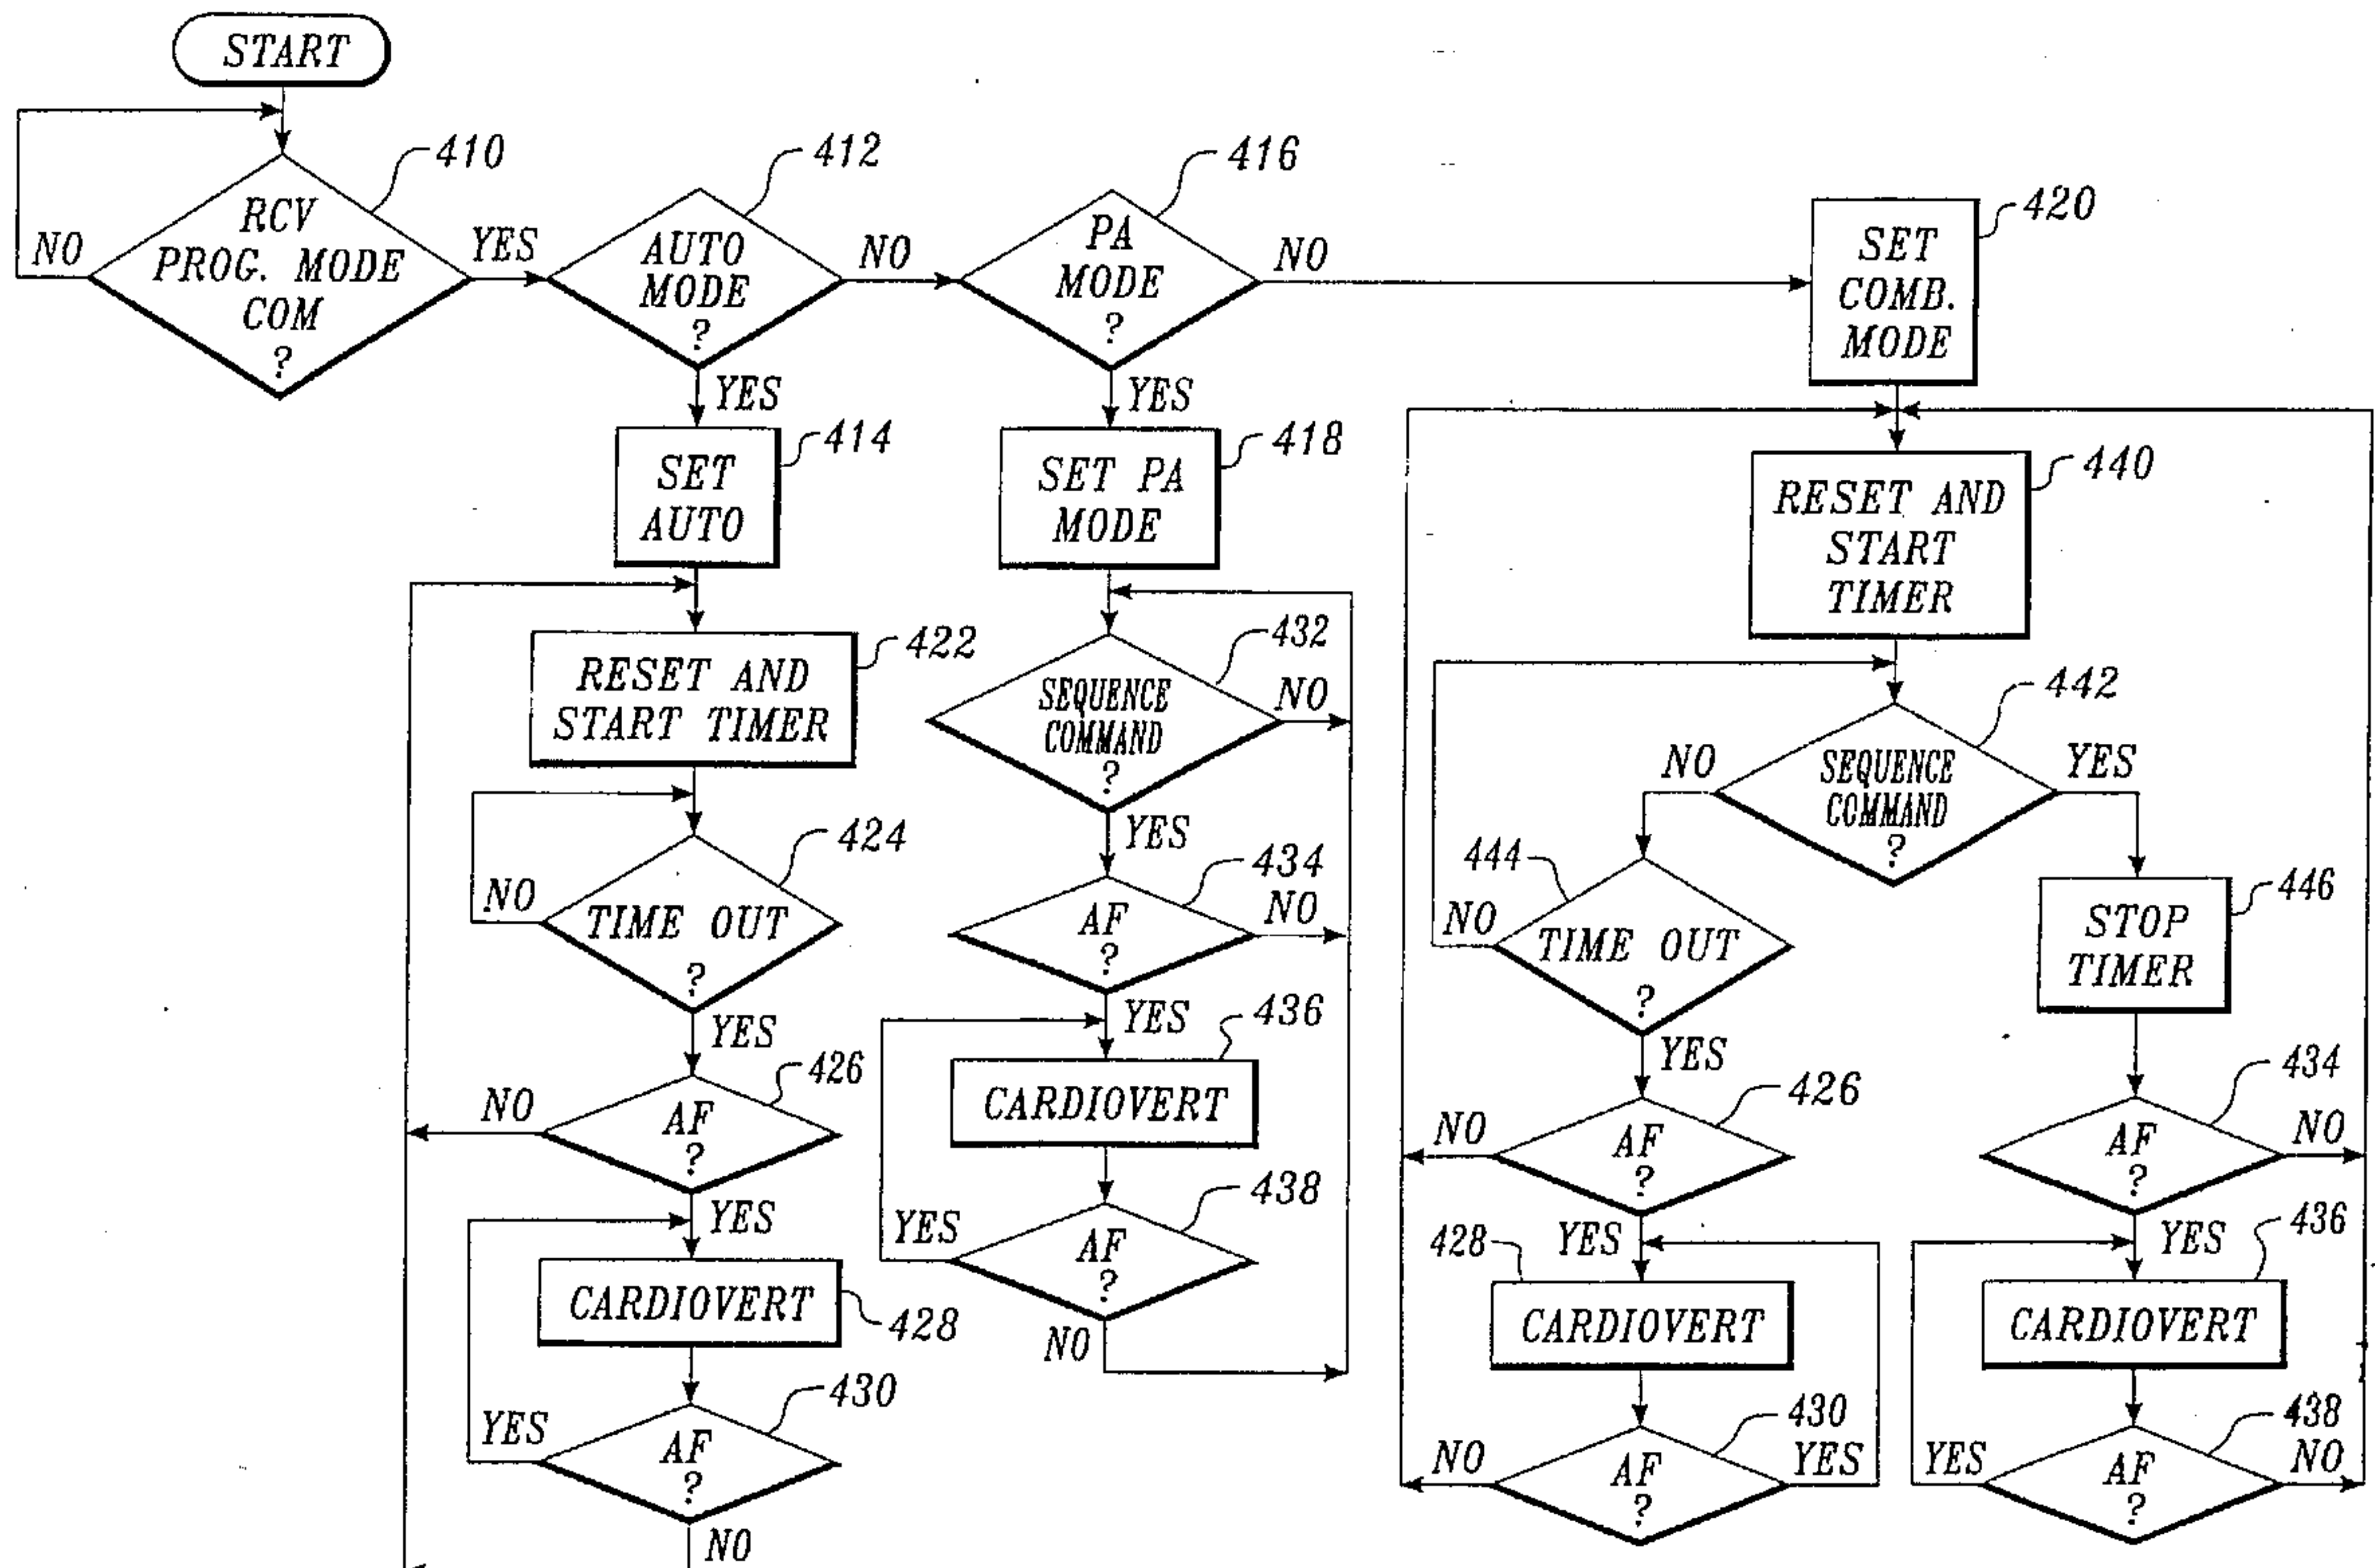 START
410
RCV
PROG. MODE
COM
?
NO
YES
412
AUTO
MODE
?
NO
YES
416
PA
MODE
?
NO
YES
420
SET
COMB.
MODE
414
SET
AUTO
422
RESET AND
START TIMER
424
TIME OUT
?
NO
YES
426
AF
?
NO
YES
CARDIOVERT
428
430
AF
?
YES
NO
418
SET PA
MODE
432
SEQUENCE
COMMAND
?
NO
YES
434
AF
?
NO
YES
436
CARDIOVERT
438
AF
?
YES
NO
440
RESET AND
START
TIMER
442
SEQUENCE
COMMAND
?
NO
YES
444
TIME OUT
?
NO
YES
426
AF
?
NO
YES
428
CARDIOVERT
430
AF
?
NO
YES
446
STOP
TIMER
434
AF
?
NO
YES
436
CARDIOVERT
438
AF
?
YES
NO